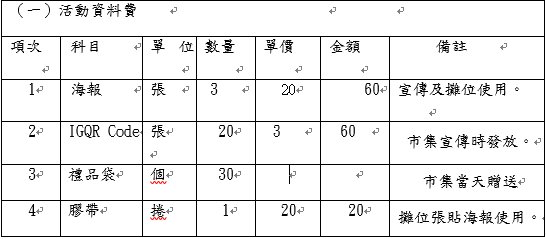 （一）活動資料費
項次 科目 單 位 數量 單價 金額 備註
1 海報 張 3 20 60 宣傳及攤位使用。
2 IGQR Code 張 20 3 60 市集宣傳時發放。
3 禮品袋 個 30 市集當天贈送
4 膠帶 捲 1 20 20 攤位張貼海報使用。